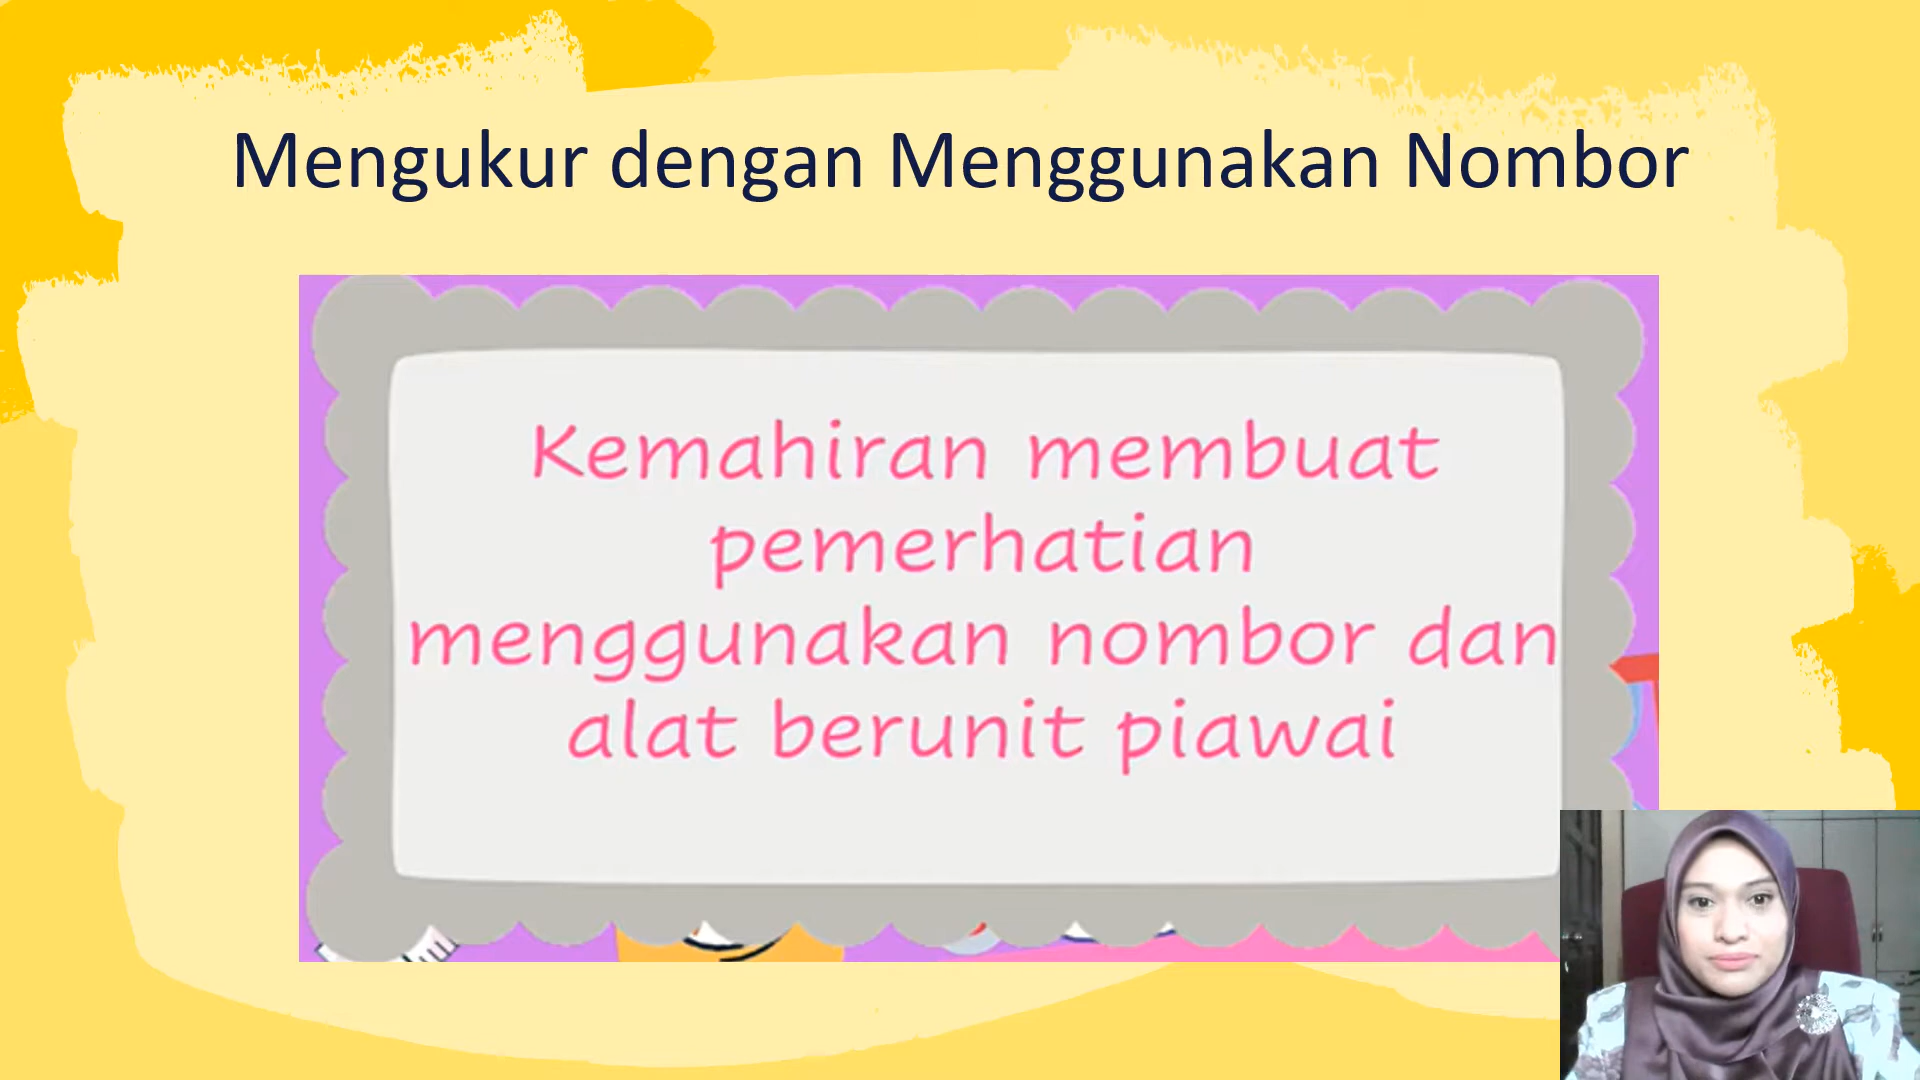 Mengukur dengan Menggunakan Nombor
Kemahiran membuat
pemerhatian
menggunakan nombor dan
alat berunit piawai